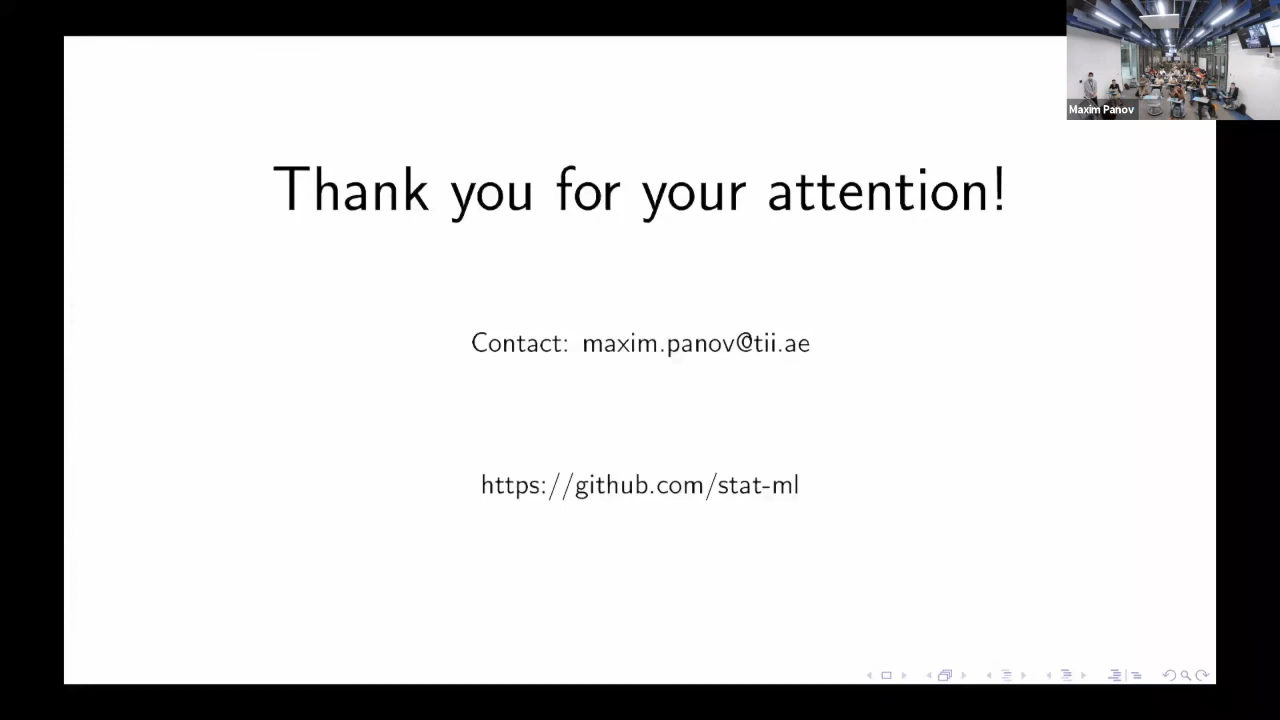 Maxim Panov
Thank you for your attention!
Contact: maxim.panov@tii.ae
https://github.com/stat-ml